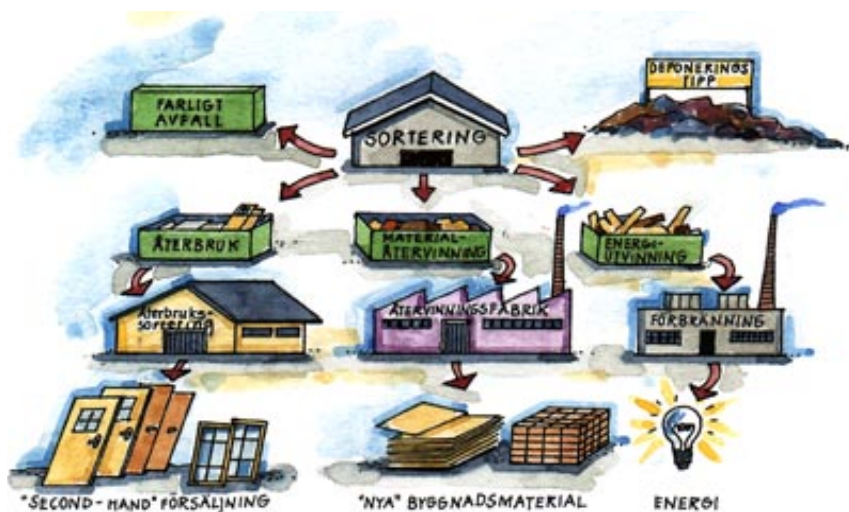 FARLIGT
AVFALL
SORTERING
DEPONERINGS
TIPP
ÅTERBRUK
MATERIAL-
ÅTERVINNING
ENERGI-
UTVINNING
Återbruks-
sortering
ÅTERVINNINGSFABRIK
FÖRBRÄNNING
"SECOND-HAND" FÖRSÄLJNING
"NYA" BYGGNADSMATERIAL
ENERGI